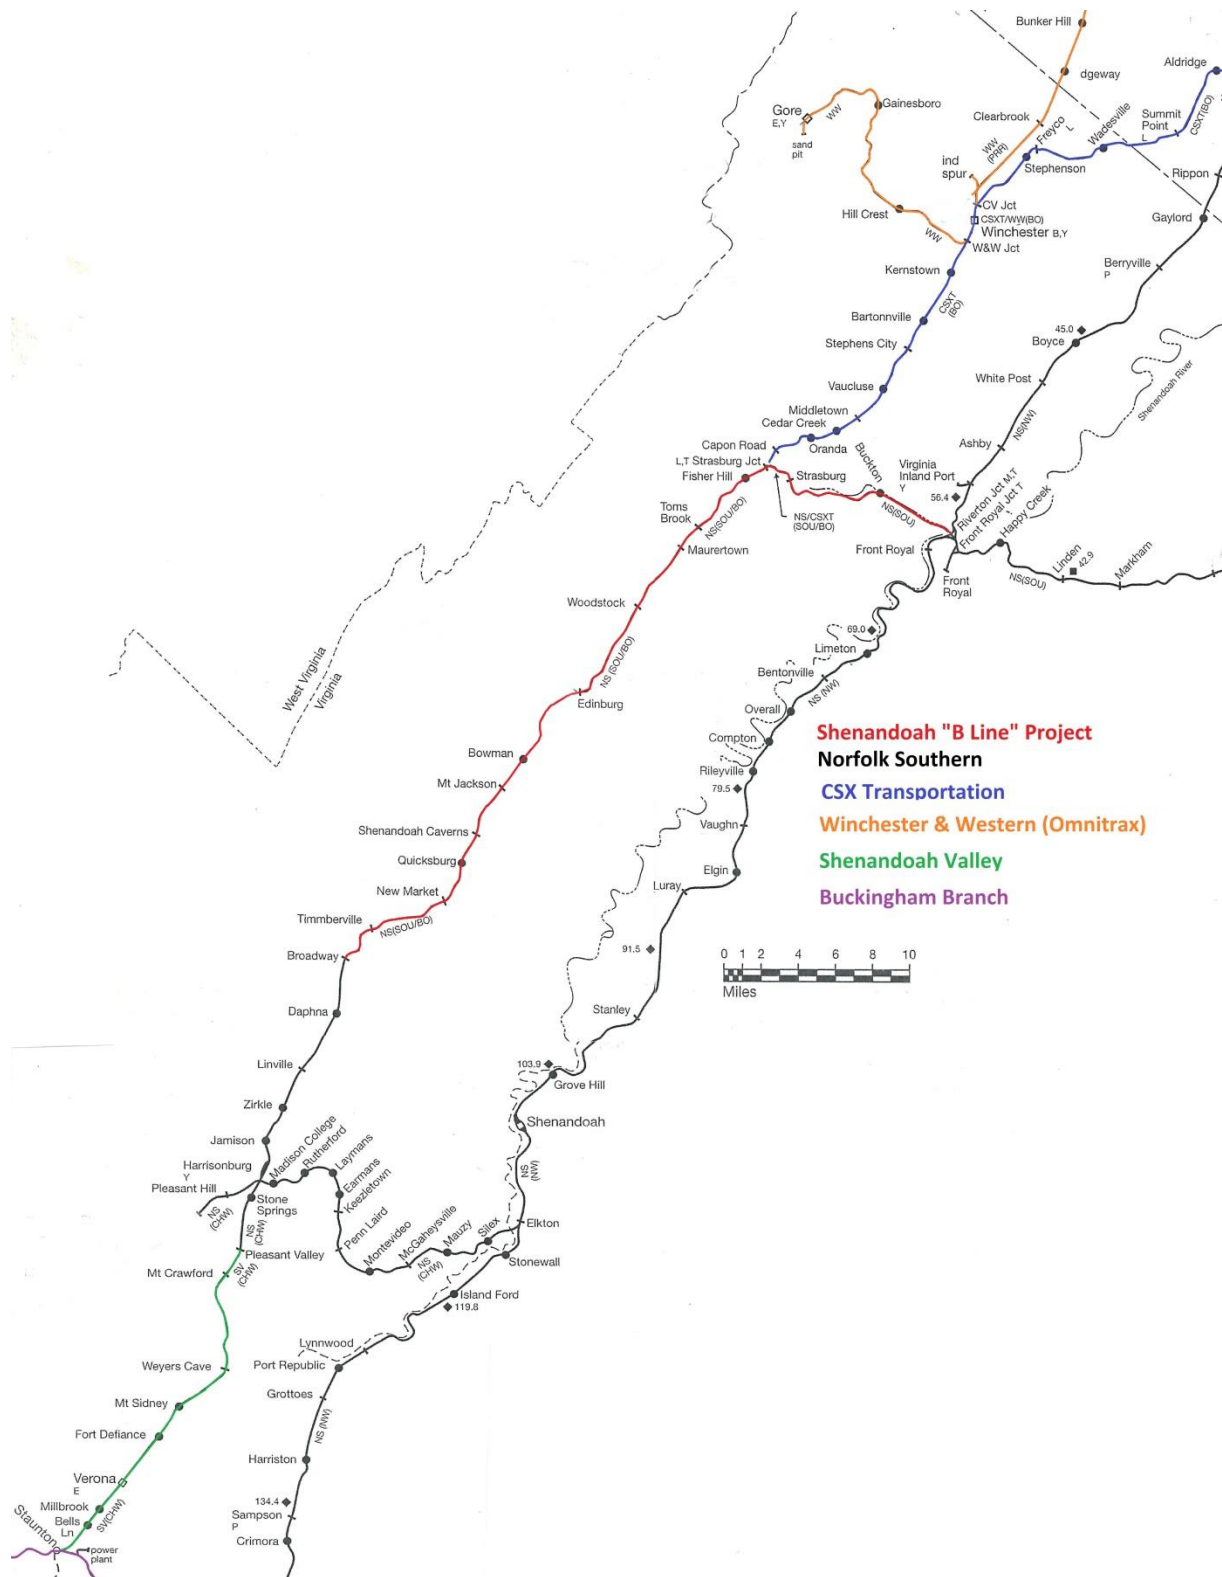 Bunker Hill
dgeway
Aldridge
CSXT(BO)
Gore
E,Y
WW
Gainesboro
sand
pit
Clearbrook
Freyco
L
Wadesville
Summit
Point
L
WW
(PRR)
ind
spur
Stephenson
Rippon
CV Jct
CSXT/WW(BO)
Winchester B,Y
W&W Jct
Hill Crest
WW
Gaylord
Berryville
P
Kernstown
CSXT
(BO)
Bartonnville
Stephens City
45.0
Boyce
White Post
Shenandoah River
Vaucluse
Middletown
Cedar Creek
Oranda
Capon Road
L,T Strasburg Jct
Fisher Hill
Strasburg
Buckton
NS(SOU)
NS/CSXT
(SOU/BO)
Ashby
NS(NW)
Virginia
Inland Port
Y
56.4
Riverton Jct M,T
Front Royal Jct T
Happy Creek
Front Royal
Front
Royal
NS(SOU)
Linden
42.9
Markham
Toms
Brook
NS(SOU/BO)
Maurertown
Woodstock
NS (SOU/BO)
Edinburg
West Virginia
Virginia
69.0
Limeton
Bentonville
NS (NW)
Overall
Compton
Rileyville
79.5
Vaughn
Elgin
Luray
91.5
Stanley
Bowman
Mt Jackson
Shenandoah Caverns
Quicksburg
New Market
Timmberville
NS(SOU/BO)
Broadway
Shenandoah "B Line" Project
Norfolk Southern
CSX Transportation
Winchester & Western (Omnitrax)
Shenandoah Valley
Buckingham Branch
0 1 2 4 6 8 10
Miles
Daphna
Linville
Zirkle
Jamison
103.9
Grove Hill
Shenandoah
NS
(NW)
Harrisonburg
Y
Pleasant Hill
NS
(CHW)
Madison College
Rutherford
Laymans
Earmans
Keezletown
Stone
Springs
NS
(CHW)
Penn Laird
Montevideo
McGaheysville
NS
(CHW)
Mauzy
Silex
Elkton
Stonewall
Pleasant Valley
SV
(CHW)
Mt Crawford
Island Ford
119.8
Lynnwood
Port Republic
Weyers Cave
Grottoes
NS (NW)
Mt Sidney
Fort Defiance
Harriston
Verona
E
134.4
Sampson
P
Crimora
Millbrook
Bells
Ln
SV(CHW)
Staunton
power
plant